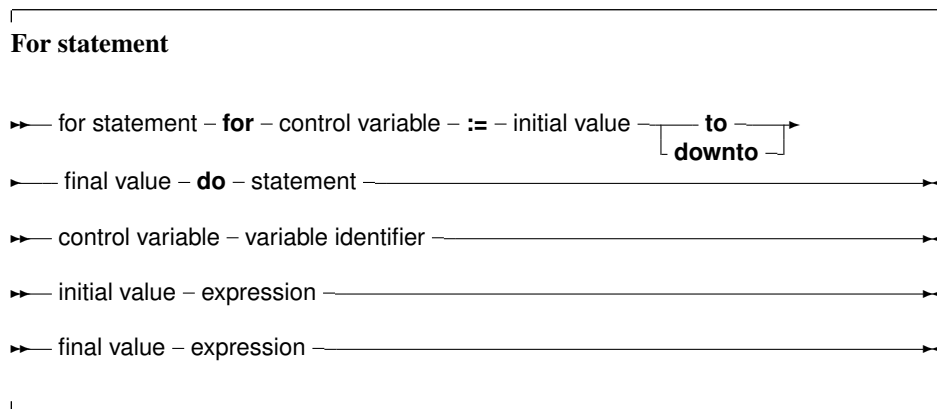 For statement
for statement – for – control variable – := – initial value – to –
downto –
final value – do – statement –
control variable – variable identifier –
initial value – expression –
final value – expression –